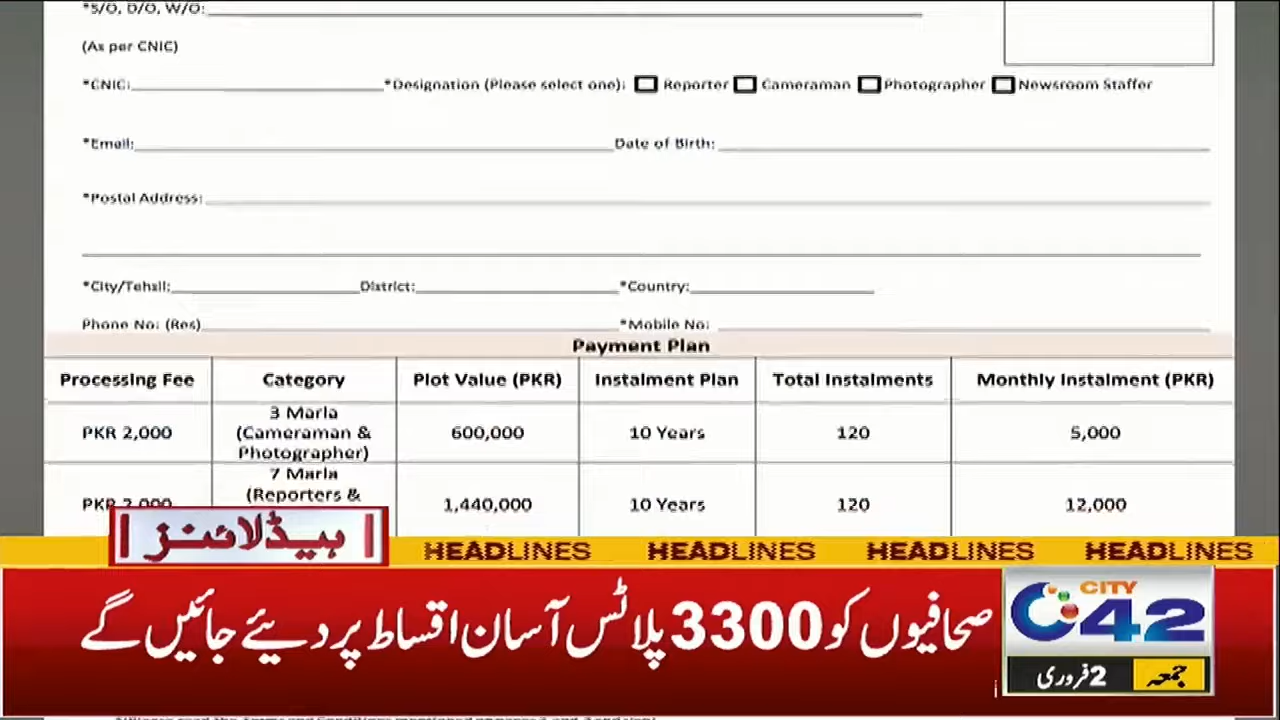 *S/O, D/O, W/O:
(As per CNIC)
*CNIC: *Designation (Please select one): Reporter Cameraman Photographer Newsroom Staffer
*Email: Date of Birth:
*Postal Address:
*City/Tehsil: District: *Country:
Phone No: (Res) *Mobile No:
Payment Plan
Processing Fee Category Plot Value (PKR) Instalment Plan Total Instalments Monthly Instalment (PKR)
PKR 2,000 3 Marla (Cameraman & Photographer) 600,000 10 Years 120 5,000
PKR 2,000 7 Marla (Reporters & 1,440,000 10 Years 120 12,000
ہیڈلائنز
HEADLINES HEADLINES HEADLINES HEADLINES
صحافیوں کو 3300 پلاٹس آسان اقساط پر دیئے جائیں گے
CITY
42
جمعہ 2 فروری